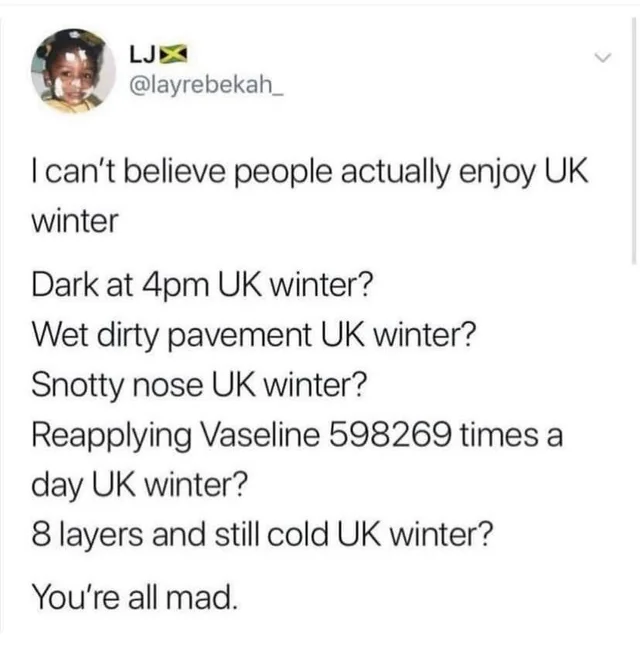 LJ🇯🇲
@layrebekah_
I can't believe people actually enjoy UK
winter
Dark at 4pm UK winter?
Wet dirty pavement UK winter?
Snotty nose UK winter?
Reapplying Vaseline 598269 times a
day UK winter?
8 layers and still cold UK winter?
You're all mad.